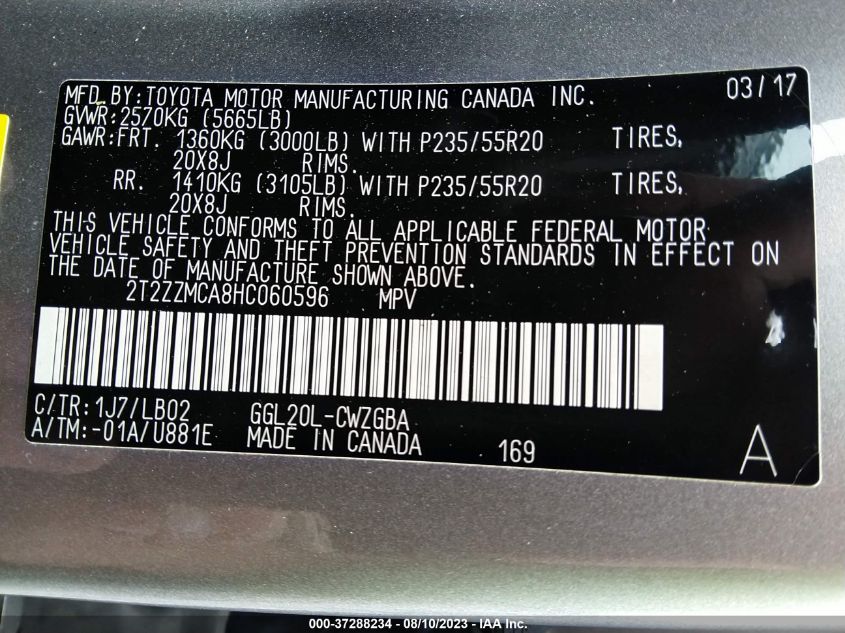 MFD.BY:TOYOTA MOTOR MANUFACTURING CANADA INC. 03/17
GVWR:2570KG (5665LB)
GAWR:FRT. 1360KG (3000LB) WITH P235/55R20 TIRES,
20X8J RIMS.
RR. 1410KG (3105LB) WITH P235/55R20 TIRES,
20X8J RIMS.
THIS VEHICLE CONFORMS TO ALL APPLICABLE FEDERAL MOTOR
VEHICLE SAFETY AND THEFT PREVENTION STANDARDS IN EFFECT ON
THE DATE OF MANUFACTURE SHOWN ABOVE.
2T2ZZMCA8HC060596 MPV
C/TR:1J7/LB02 GGL20L-CWZGBA
A/TM:-01A/U881E MADE IN CANADA 169 A
000-37288234 - 08/10/2023 - IAA Inc.